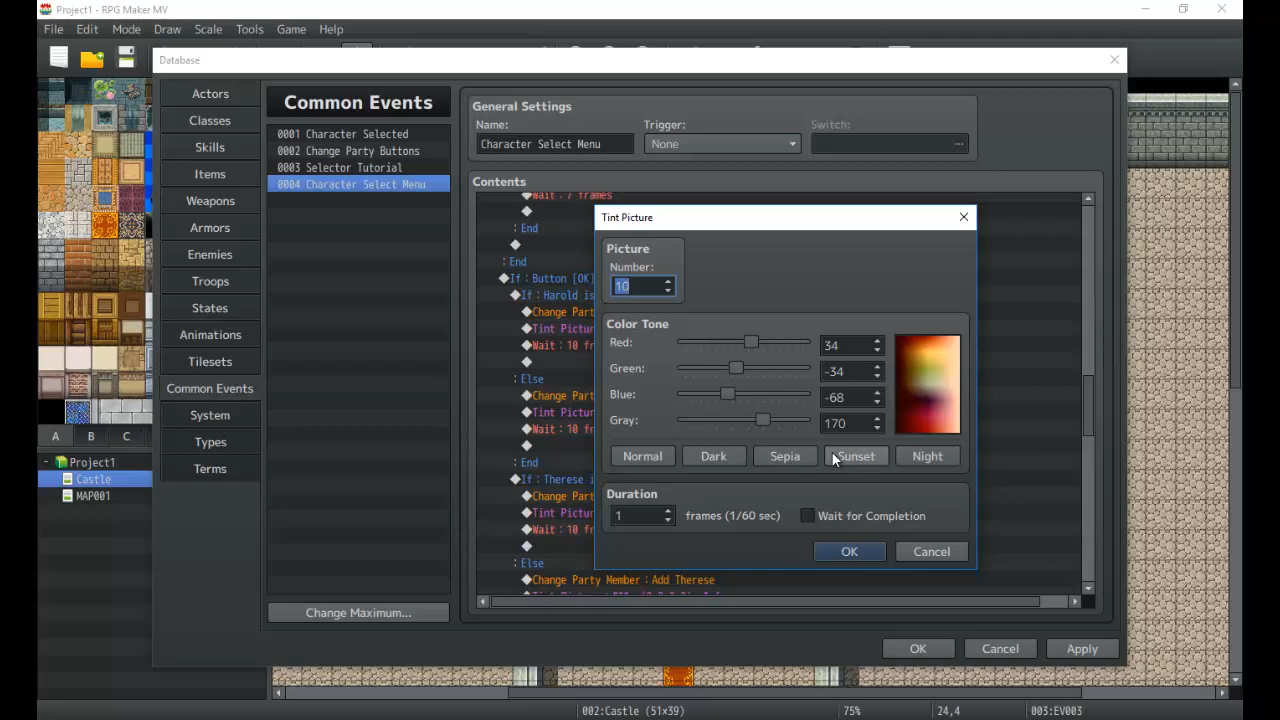 Project1 - RPG Maker MV
File Edit Mode Draw Scale Tools Game Help
Database
Actors
Classes
Skills
Items
Weapons
Armors
Enemies
Troops
States
Animations
Tilesets
Common Events
System
Types
Terms
A B C
Project1
Castle
MAP001
Common Events
0001 Character Selected
0002 Change Party Buttons
0003 Selector Tutorial
0004 Character Select Menu
Change Maximum...
General Settings
Name: Trigger: Switch:
Character Select Menu None ...
Contents
◆Wait : 7 frames
◆
: End
◆
: End
◆If : Button [OK]
◆If : Harold is
◆Change Part
◆Tint Pictur
◆Wait : 10 fr
◆
: Else
◆Change Part
◆Tint Pictur
◆Wait : 10 fr
◆
: End
◆If : Therese i
◆Change Part
◆Tint Pictur
◆Wait : 10 fr
◆
: Else
◆Change Party Member : Add Therese
Tint Picture
Picture
Number:
10
Color Tone
Red: 34
Green: -34
Blue: -68
Gray: 170
Normal Dark Sepia Sunset Night
Duration
1 frames (1/60 sec) Wait for Completion
OK Cancel
OK Cancel Apply
002:Castle (51x39) 75% 24,4 003:EV003